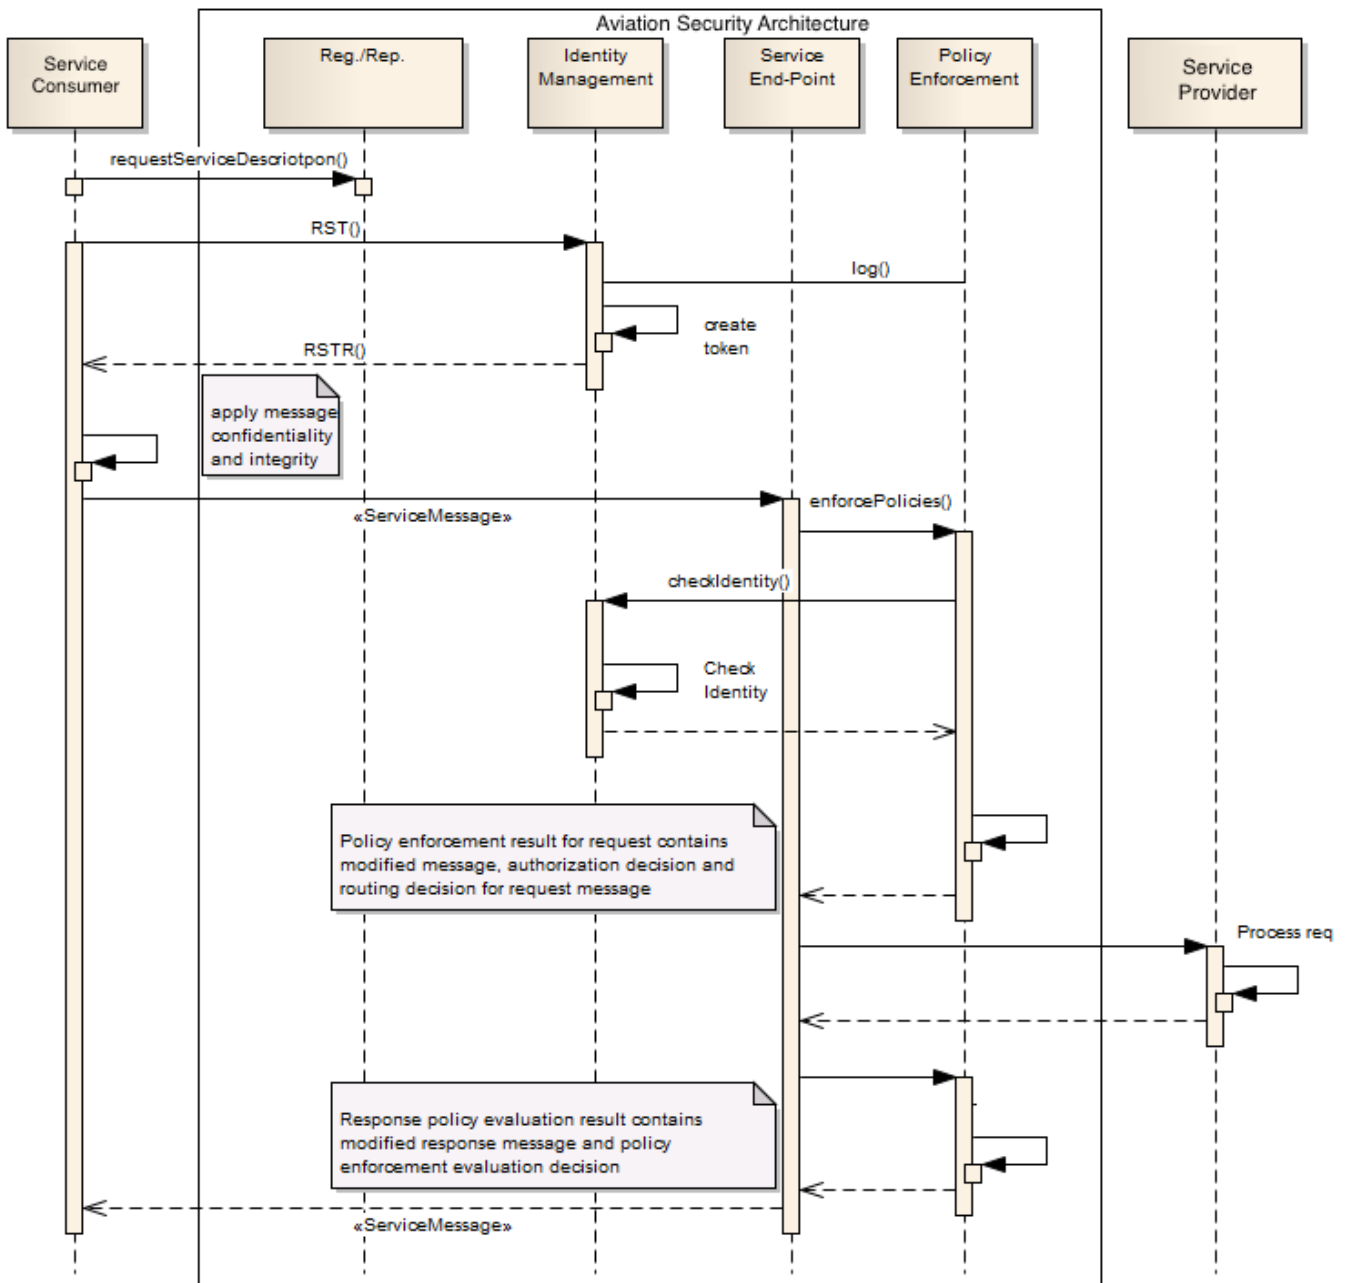 Aviation Security Architecture
Service
Consumer
Reg./Rep.
Identity
Management
Service
End-Point
Policy
Enforcement
Service
Provider
requestServiceDescriotpon()
RST()
log()
create
token
RSTR()
apply message
confidentiality
and integrity
«ServiceMessage»
enforcePolicies()
checkIdentity()
Check
Identity
Policy enforcement result for request contains
modified message, authorization decision and
routing decision for request message
Process req
Response policy evaluation result contains
modified response message and policy
enforcement evaluation decision
«ServiceMessage»